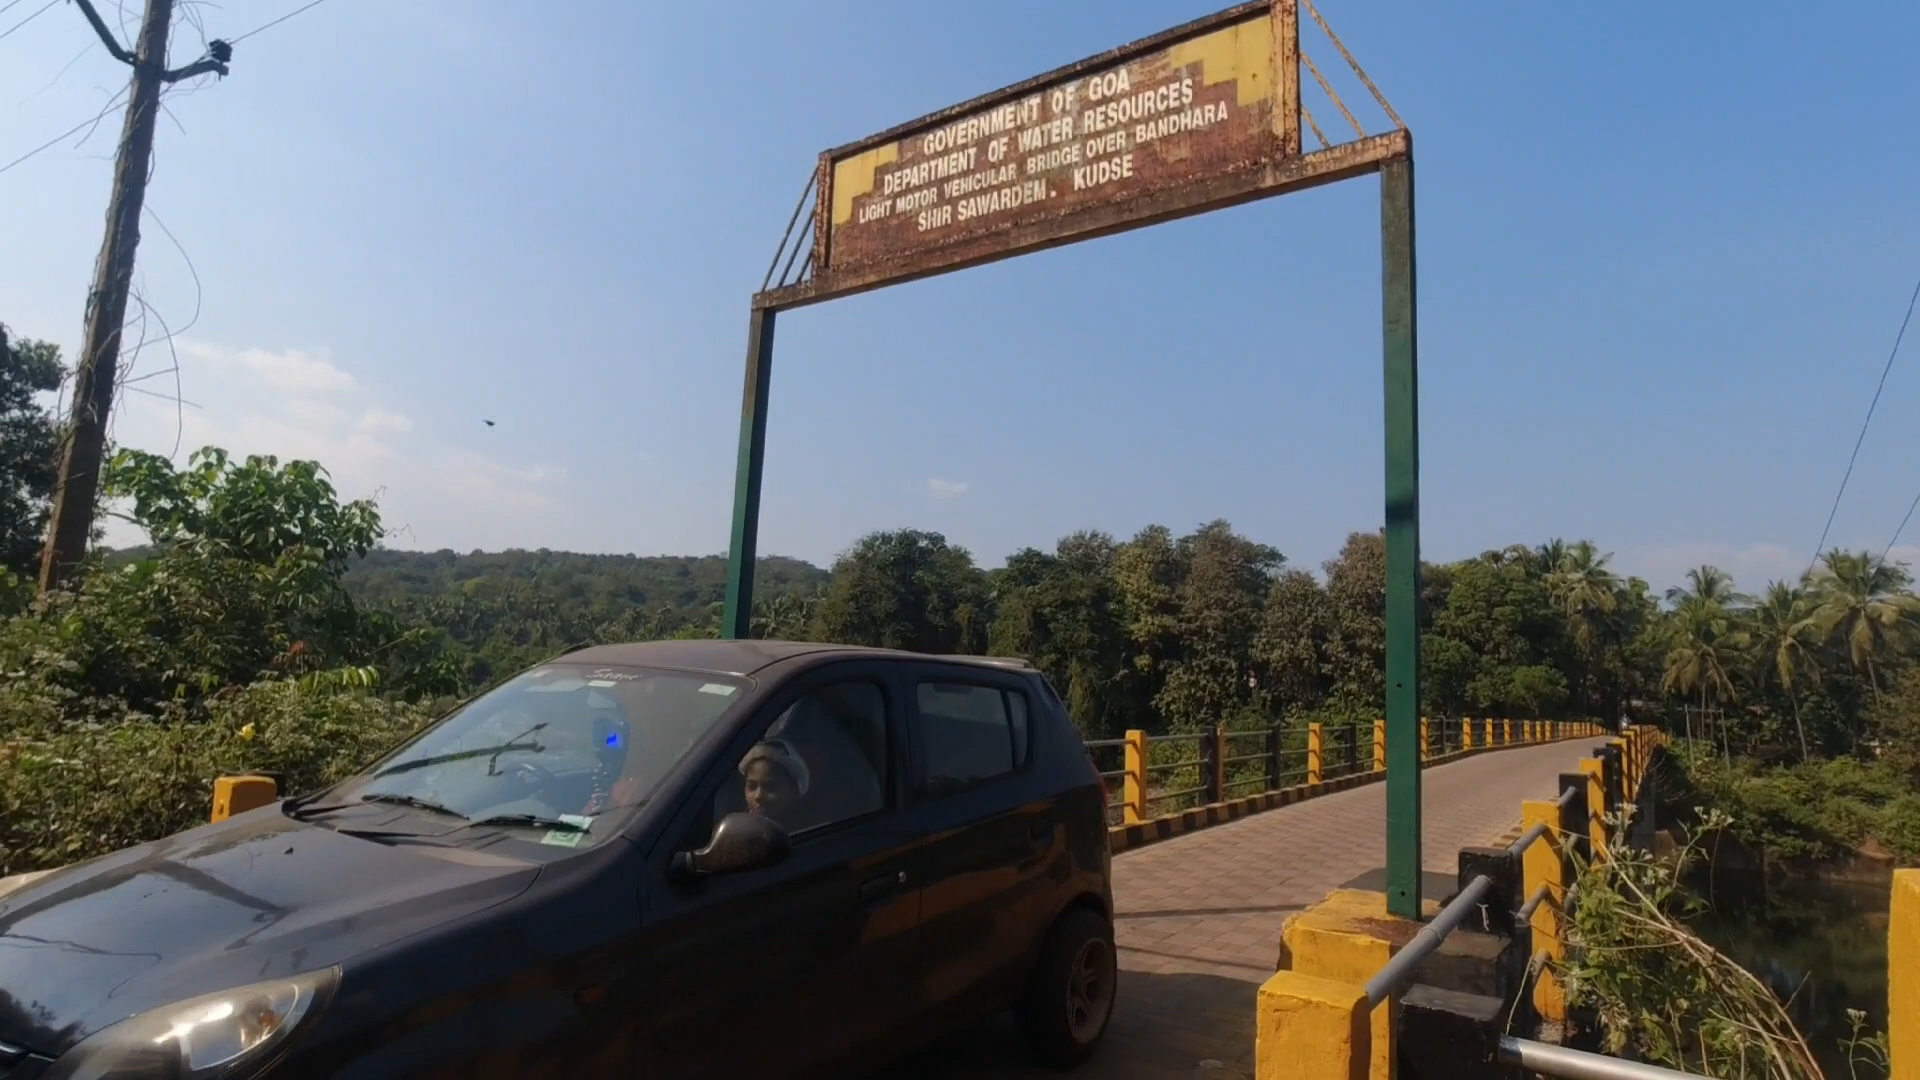 GOVERNMENT OF GOA
DEPARTMENT OF WATER RESOURCES
LIGHT MOTOR VEHICULAR BRIDGE OVER BANDHARA
SHIR SAWARDEM - KUDSE